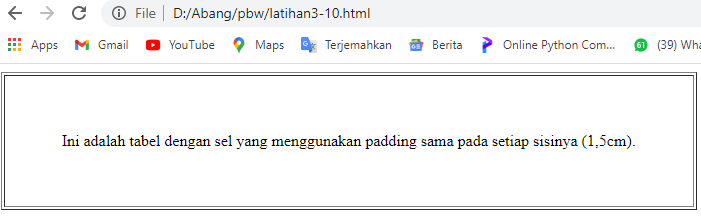 File | D:/Abang/pbw/latihan3-10.html
Apps Gmail YouTube Maps Terjemahkan Berita Online Python Com... 61 (39) Wha
Ini adalah tabel dengan sel yang menggunakan padding sama pada setiap sisinya (1,5cm).